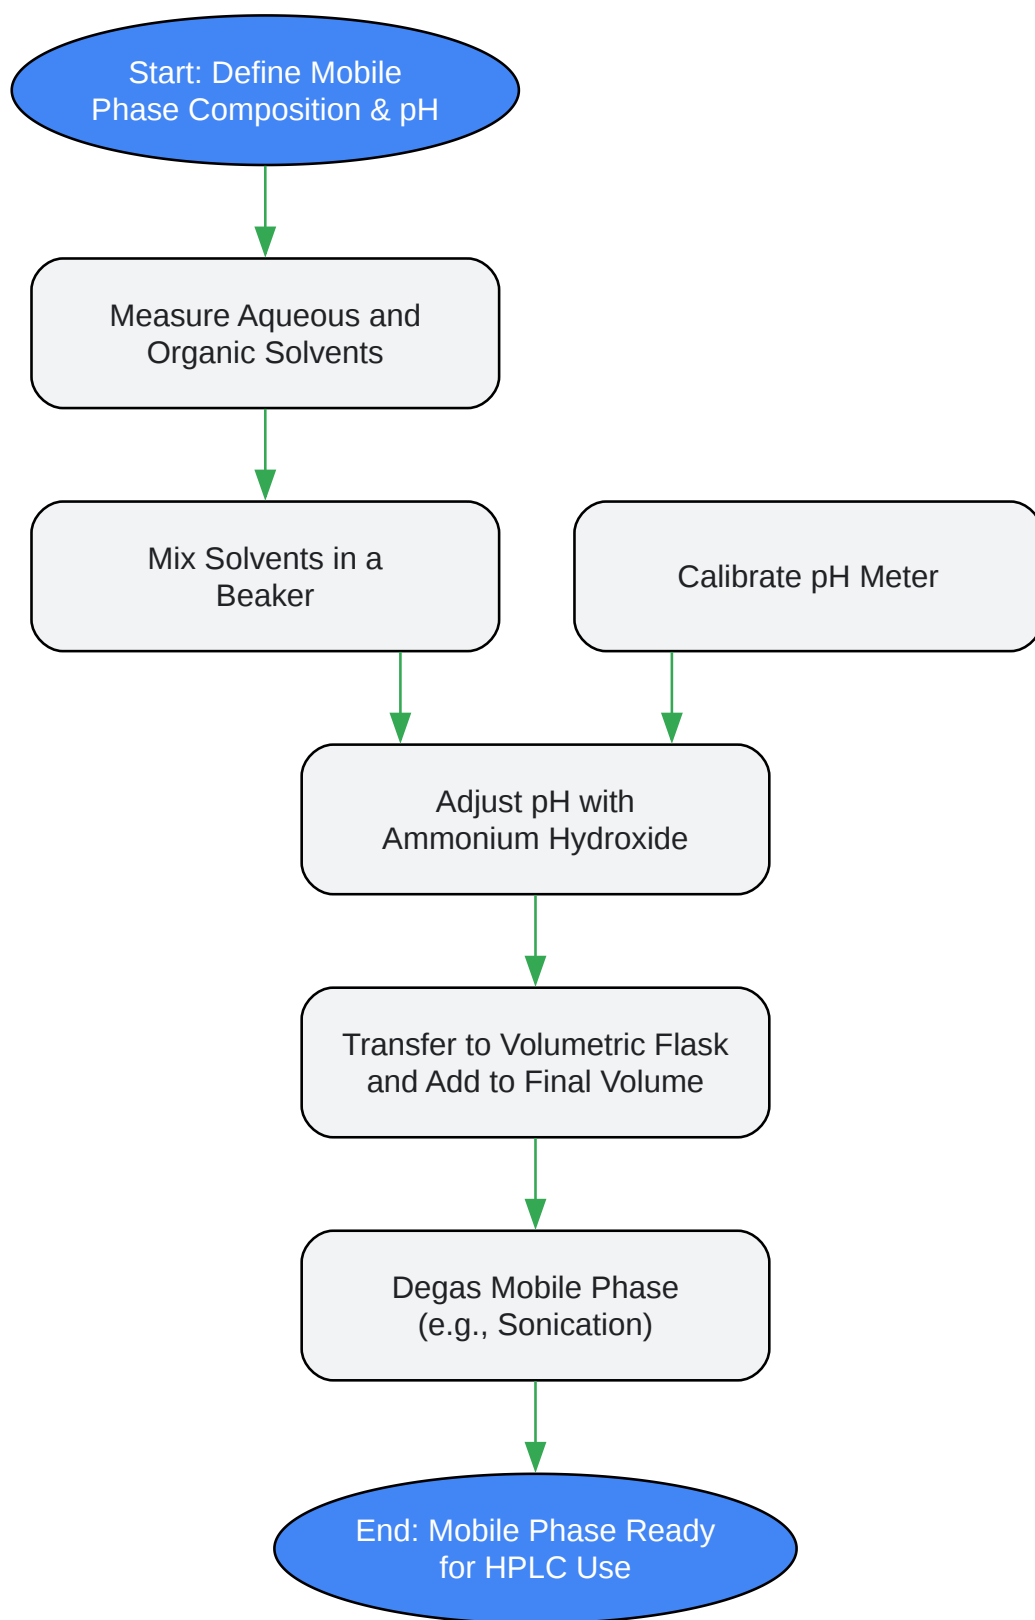 Start: Define Mobile
Phase Composition & pH
Measure Aqueous and
Organic Solvents
Mix Solvents in a
Beaker
Calibrate pH Meter
Adjust pH with
Ammonium Hydroxide
Transfer to Volumetric Flask
and Add to Final Volume
Degas Mobile Phase
(e.g., Sonication)
End: Mobile Phase Ready
for HPLC Use